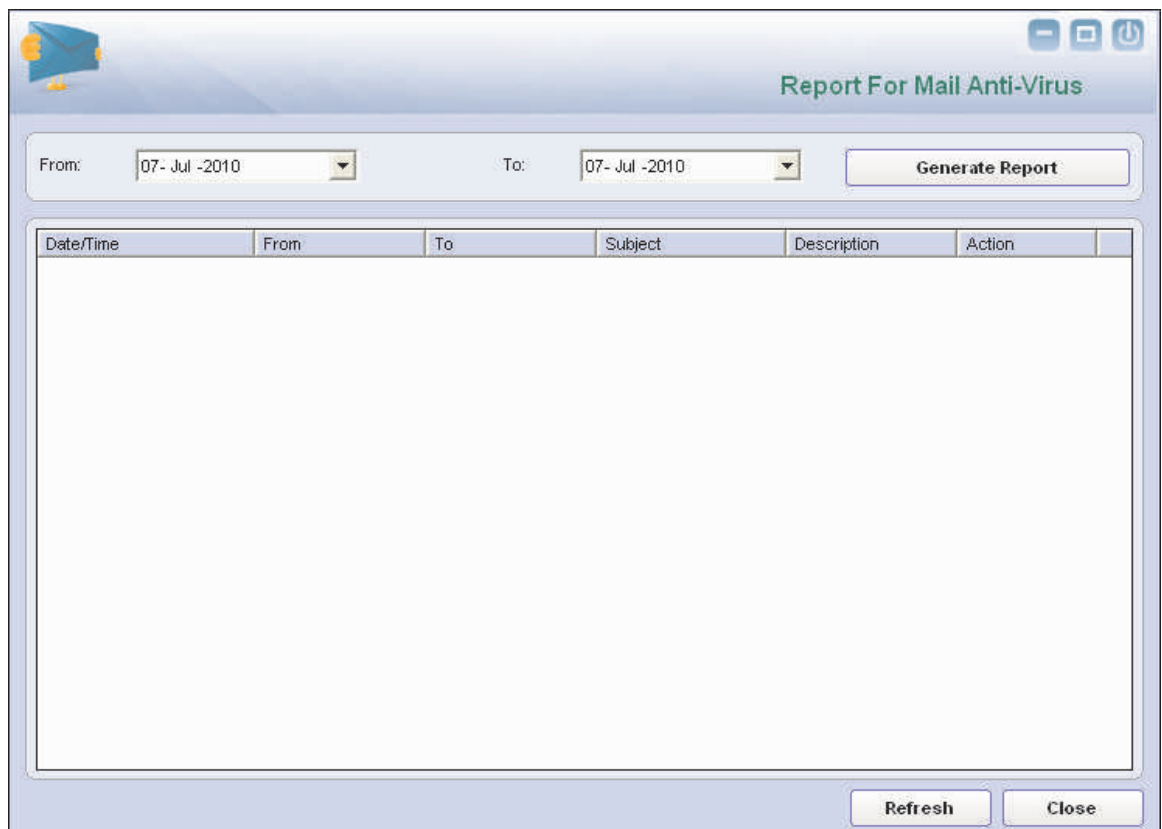 Report For Mail Anti-Virus
From: 07- Jul -2010 To: 07- Jul -2010 Generate Report
Date/Time From To Subject Description Action
Refresh Close